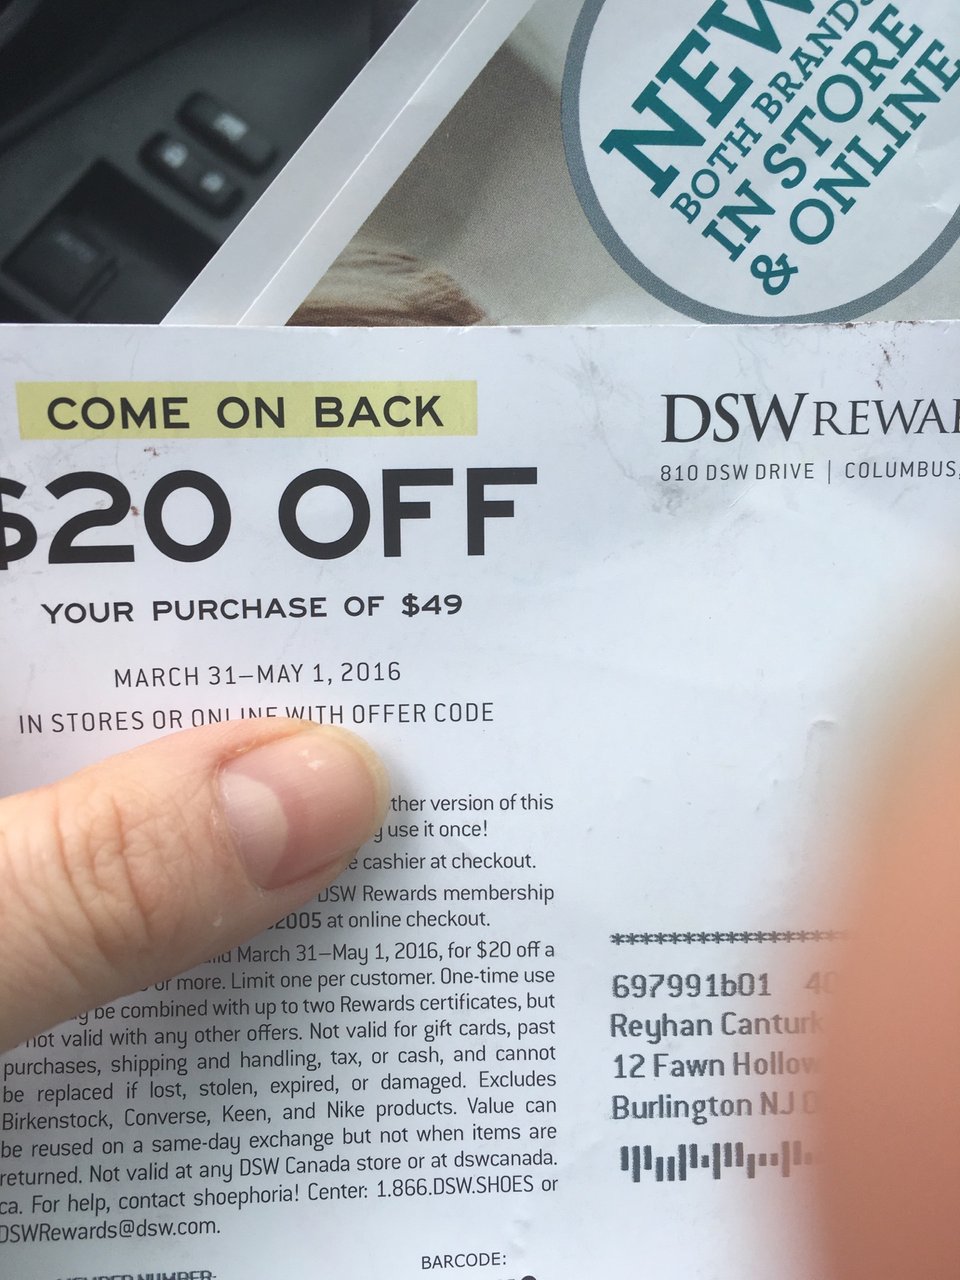 NEW
BOTH BRANDS
IN STORE
& ONLINE
COME ON BACK
$20 OFF
YOUR PURCHASE OF $49
MARCH 31–MAY 1, 2016
IN STORES OR ONLINE WITH OFFER CODE
DSW
810 DSW DRIVE | COLUMBUS,
version of this
use it once!
cashier at checkout.
DSW Rewards membership
2005 at online checkout.
March 31–May 1, 2016, for $20 off a
or more. Limit one per customer. One-time use
be combined with up to two Rewards certificates, but
not valid with any other offers. Not valid for gift cards, past
purchases, shipping and handling, tax, or cash, and cannot
be replaced if lost, stolen, expired, or damaged. Excludes
Birkenstock, Converse, Keen, and Nike products. Value can
be reused on a same-day exchange but not when items are
returned. Not valid at any DSW Canada store or at dswcanada.
ca. For help, contact shoephoria! Center: 1.866.DSW.SHOES or
DSWRewards@dsw.com.
BARCODE:
MEMBER NUMBER:
********************
697991b01
Reyhan Canturk
12 Fawn Hollow
Burlington NJ